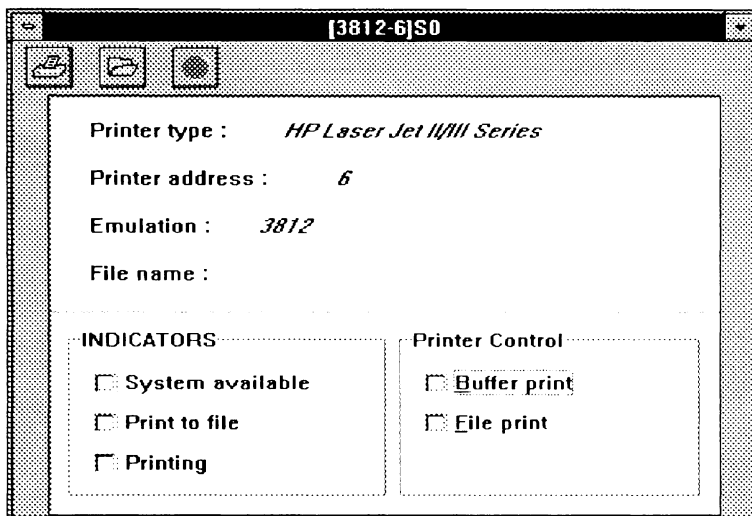 [3812-6]S0
Printer type : HP Laser Jet II/III Series
Printer address : 6
Emulation : 3812
File name :
INDICATORS
System available
Print to file
Printing
Printer Control
Buffer print
File print